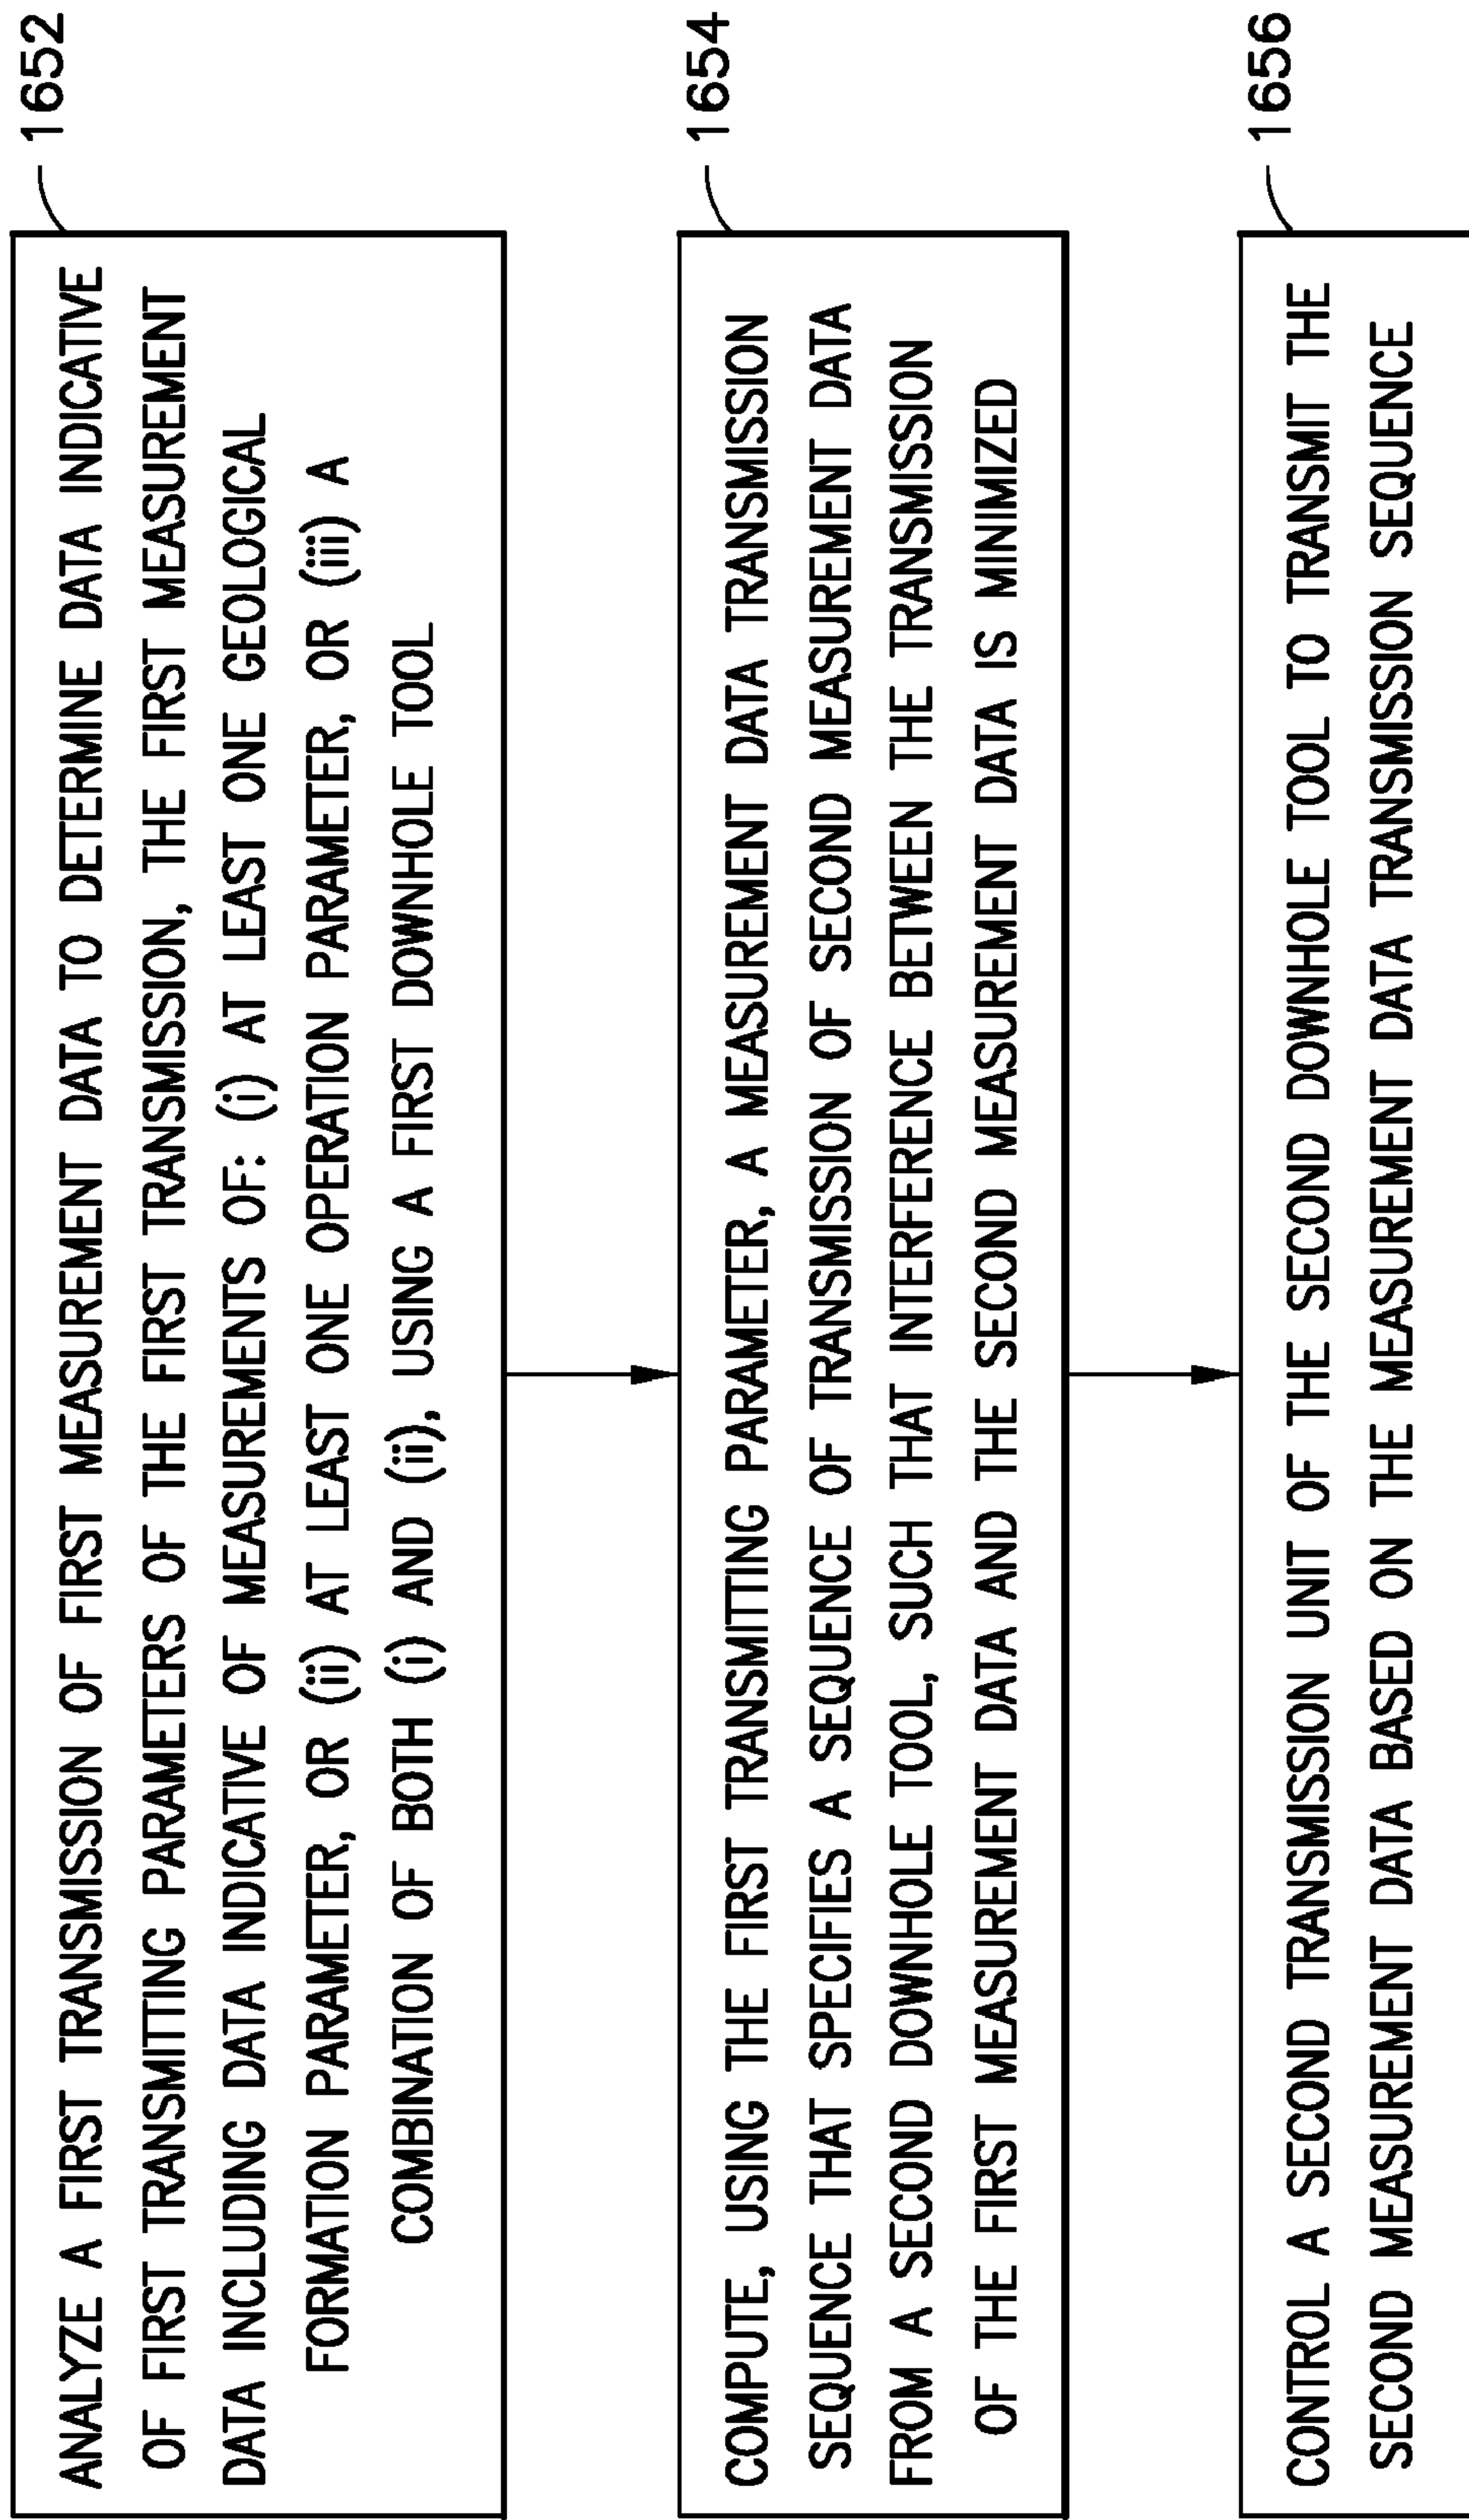 ANALYZE A FIRST TRANSMISSION OF FIRST MEASUREMENT DATA TO DETERMINE DATA INDICATIVE
OF FIRST TRANSMITTING PARAMETERS OF THE FIRST TRANSMISSION, THE FIRST MEASUREMENT
DATA INCLUDING DATA INDICATIVE OF MEASUREMENTS OF: (i) AT LEAST ONE GEOLOGICAL
FORMATION PARAMETER, OR (ii) AT LEAST ONE OPERATION PARAMETER, OR (iii) A
COMBINATION OF BOTH (i) AND (ii), USING A FIRST DOWNHOLE TOOL
1652
COMPUTE, USING THE FIRST TRANSMITTING PARAMETER, A MEASUREMENT DATA TRANSMISSION
SEQUENCE THAT SPECIFIES A SEQUENCE OF TRANSMISSION OF SECOND MEASUREMENT DATA
FROM A SECOND DOWNHOLE TOOL, SUCH THAT INTERFERENCE BETWEEN THE TRANSMISSION
OF THE FIRST MEASUREMENT DATA AND THE SECOND MEASUREMENT DATA IS MINIMIZED
1654
CONTROL A SECOND TRANSMISSION UNIT OF THE SECOND DOWNHOLE TOOL TO TRANSMIT THE
SECOND MEASUREMENT DATA BASED ON THE MEASUREMENT DATA TRANSMISSION SEQUENCE
1656